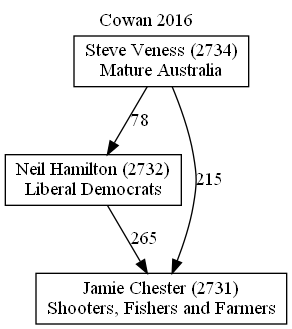 Cowan 2016
Steve Veness (2734)
Mature Australia
78
Neil Hamilton (2732)
Liberal Democrats
215
265
Jamie Chester (2731)
Shooters, Fishers and Farmers